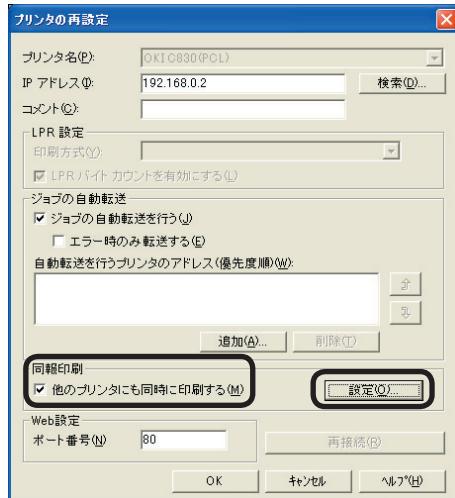 プリンタの再設定
プリンタ名(P): OKI C830(PCL)
IP アドレス(I): 192.168.0.2 検索(D)...
コメント(C):
LPR 設定
印刷方式(Y):
LPR バイト カウントを有効にする(L)
ジョブの自動転送
ジョブの自動転送を行う(J)
エラー時のみ転送する(E)
自動転送を行うプリンタのアドレス(優先度順)(W):
追加(A)... 削除(T)
同報印刷
他のプリンタにも同時に印刷する(M) 設定(O)...
Web設定
ポート番号(N) 80 再接続(R)
OK キャンセル ヘルプ(H)